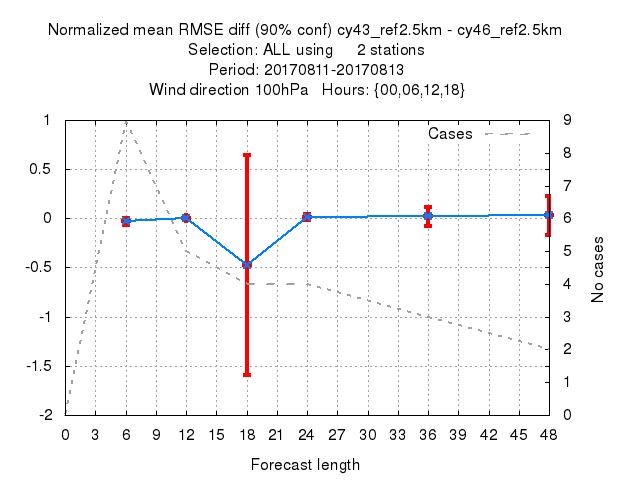 Normalized mean RMSE diff (90% conf) cy43_ref2.5km - cy46_ref2.5km
Selection: ALL using 2 stations
Period: 20170811-20170813
Wind direction 100hPa Hours: {00,06,12,18}
Cases
1
0.5
0
-0.5
-1
-1.5
-2
9
8
7
6
5
4
3
2
1
0
No cases
0 3 6 9 12 15 18 21 24 27 30 33 36 39 42 45 48
Forecast length